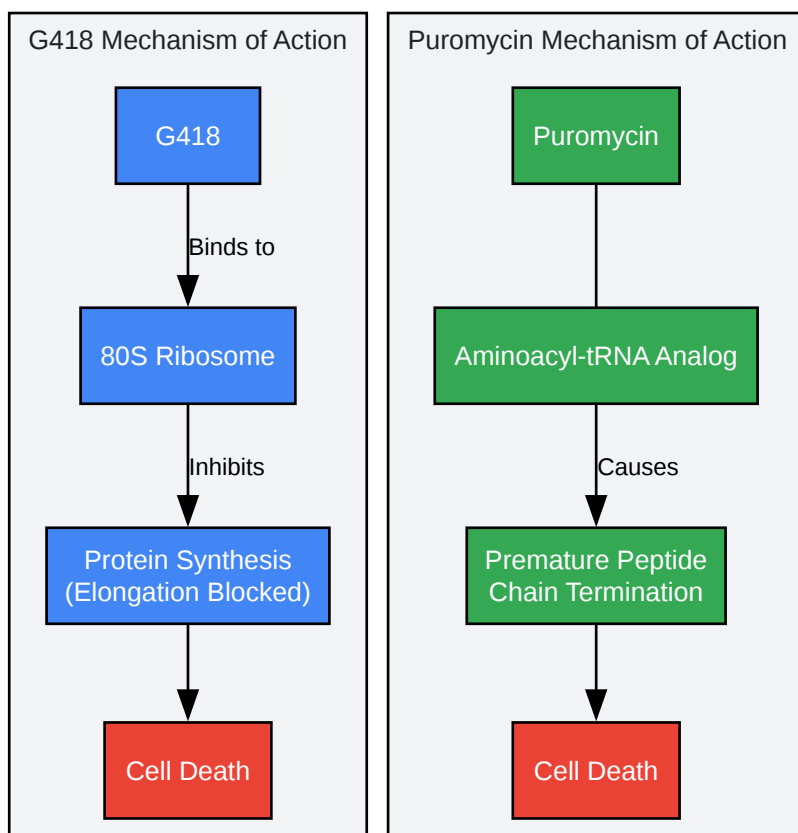 G418 Mechanism of Action
G418
Binds to
80S Ribosome
Inhibits
Protein Synthesis
(Elongation Blocked)
Cell Death
Puromycin Mechanism of Action
Puromycin
Aminoacyl-tRNA Analog
Causes
Premature Peptide
Chain Termination
Cell Death